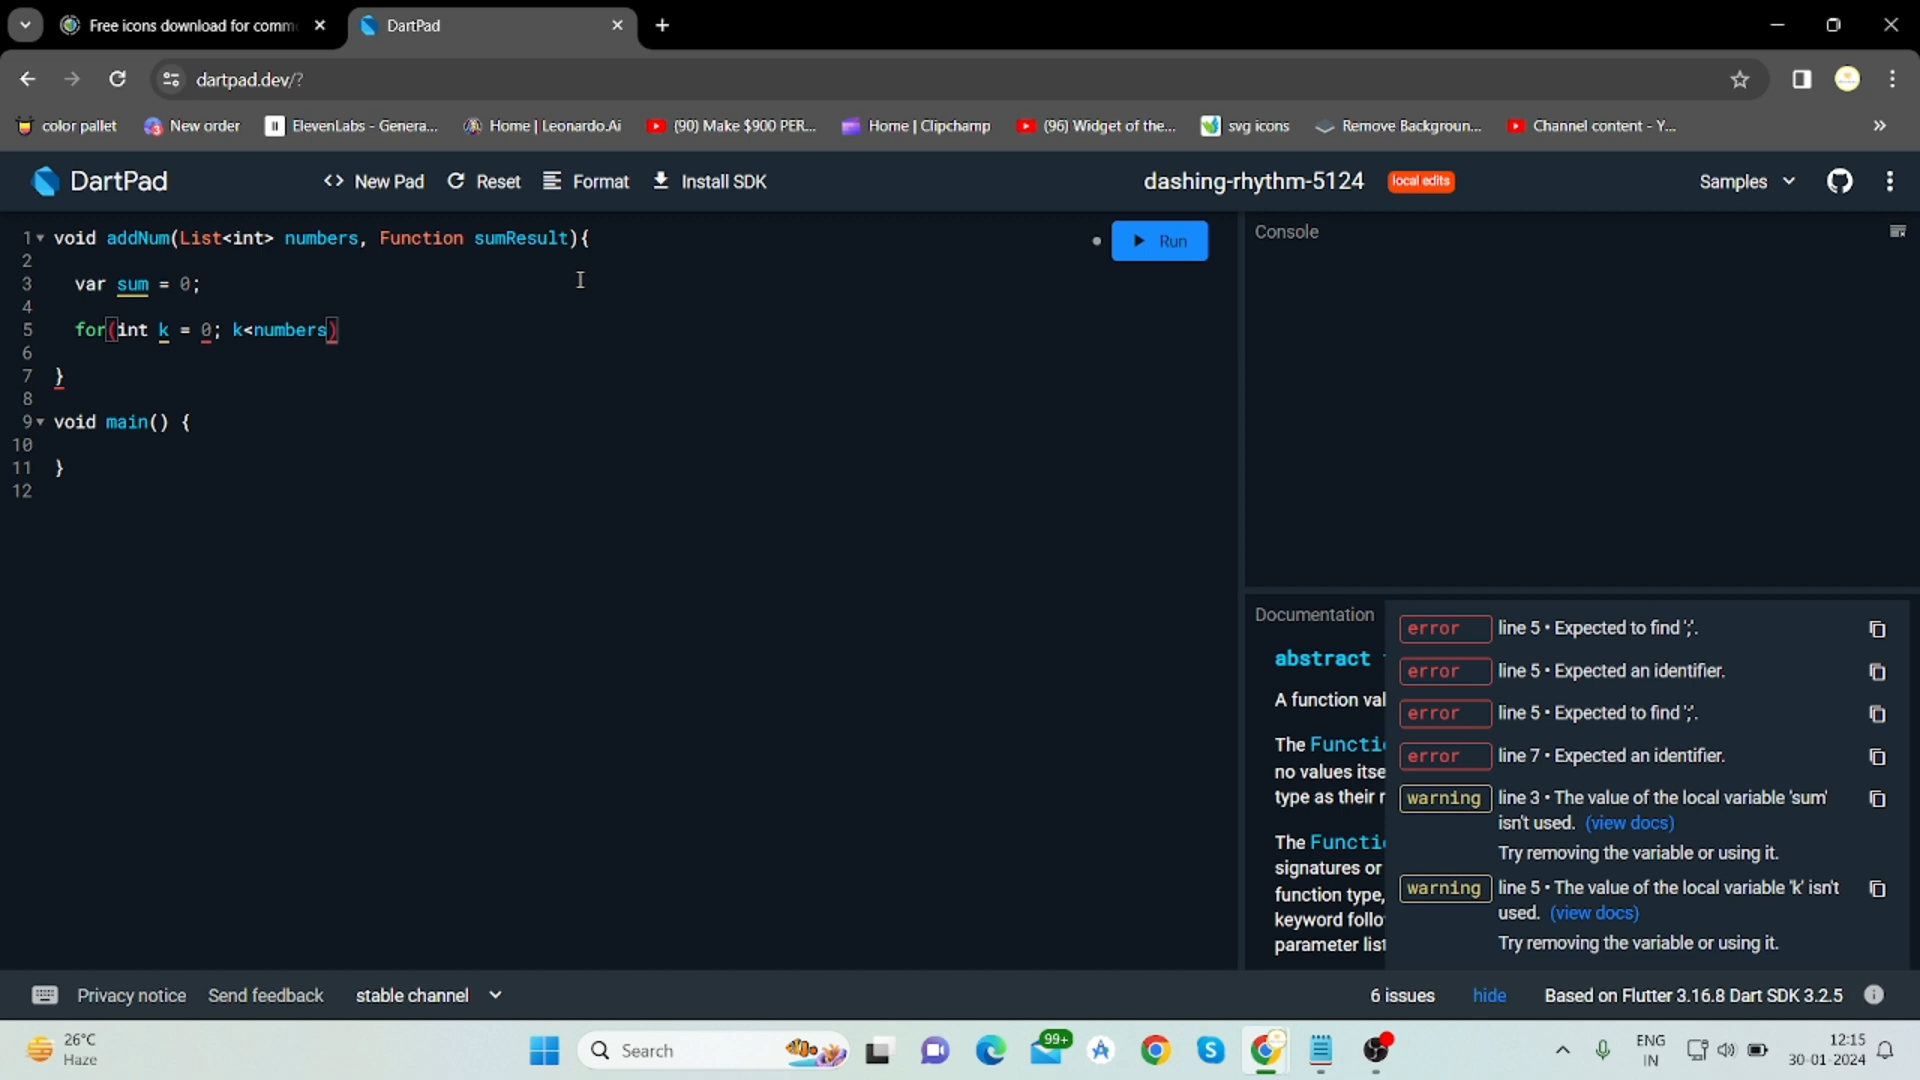 Free icons download for comm
DartPad
dartpad.dev/?
color pallet
New order
ElevenLabs - Genera...
Home | Leonardo.Ai
(90) Make $900 PER...
Home | Clipchamp
(96) Widget of the...
svg icons
Remove Backgroun...
Channel content - Y...
DartPad
<> New Pad
Reset
Format
Install SDK
dashing-rhythm-5124
local edits
Samples
1 void addNum(List<int> numbers, Function sumResult){
2
3 var sum = 0;
4
5 for(int k = 0; k<numbers)
6
7 }
8
9 void main() {
10
11 }
12
Run
Console
Documentation
abstract
A function val
The Functi
no values itse
type as their r
The Functi
signatures or
function type,
keyword follo
parameter list
error line 5 • Expected to find ';'.
error line 5 • Expected an identifier.
error line 5 • Expected to find ';'.
error line 7 • Expected an identifier.
warning line 3 • The value of the local variable 'sum'
isn't used. (view docs)
Try removing the variable or using it.
warning line 5 • The value of the local variable 'k' isn't
used. (view docs)
Try removing the variable or using it.
Privacy notice
Send feedback
stable channel
6 issues
hide
Based on Flutter 3.16.8 Dart SDK 3.2.5
26°C
Haze
Search
99+
ENG
IN
12:15
30-01-2024